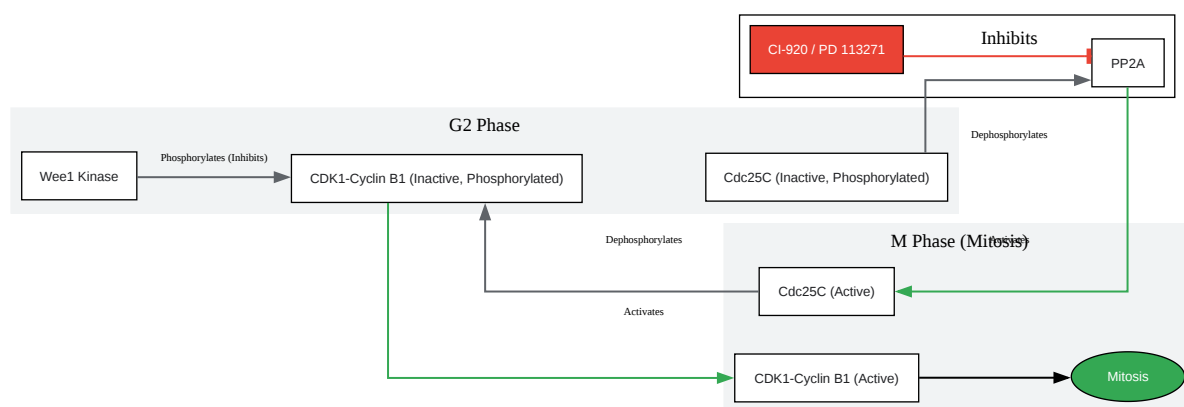 Inhibits
CI-920 / PD 113271
PP2A
G2 Phase
Dephosphorylates
Phosphorylates (Inhibits)
Wee1 Kinase
CDK1-Cyclin B1 (Inactive, Phosphorylated)
Cdc25C (Inactive, Phosphorylated)
Dephosphorylates
M Phase (Mitosis)
Activates
Cdc25C (Active)
Activates
CDK1-Cyclin B1 (Active)
Mitosis